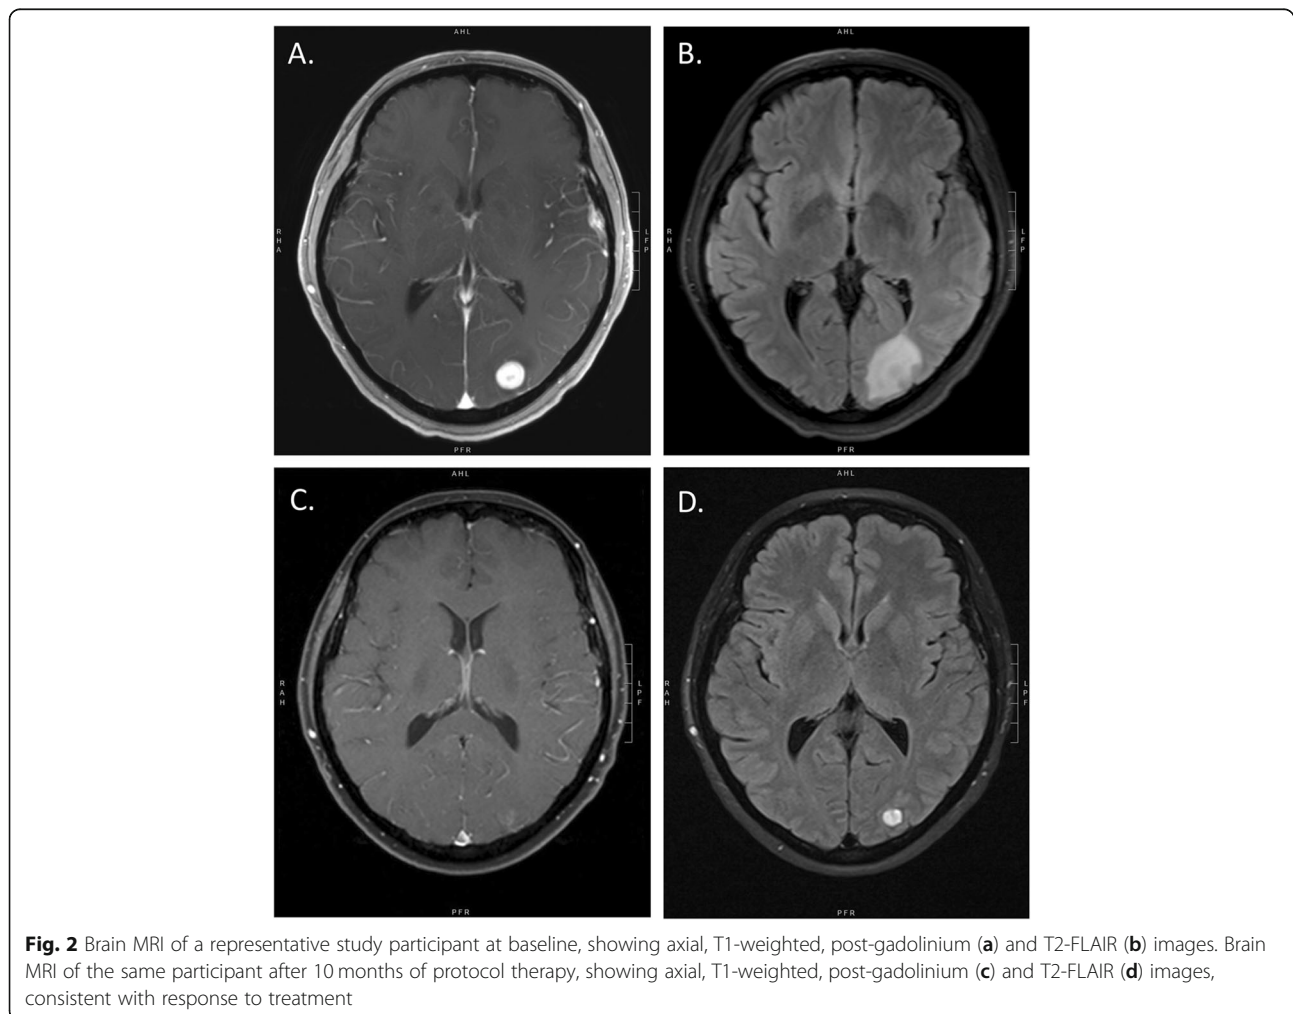 AHL
A.
R
H
A
L
F
P
PFR
AHL
B.
R
H
A
L
F
P
PFR
AHL
C.
R
A
H
L
P
F
PFR
AHL
D.
R
A
H
L
P
F
PFR
Fig. 2 Brain MRI of a representative study participant at baseline, showing axial, T1-weighted, post-gadolinium (a) and T2-FLAIR (b) images. Brain
MRI of the same participant after 10 months of protocol therapy, showing axial, T1-weighted, post-gadolinium (c) and T2-FLAIR (d) images,
consistent with response to treatment